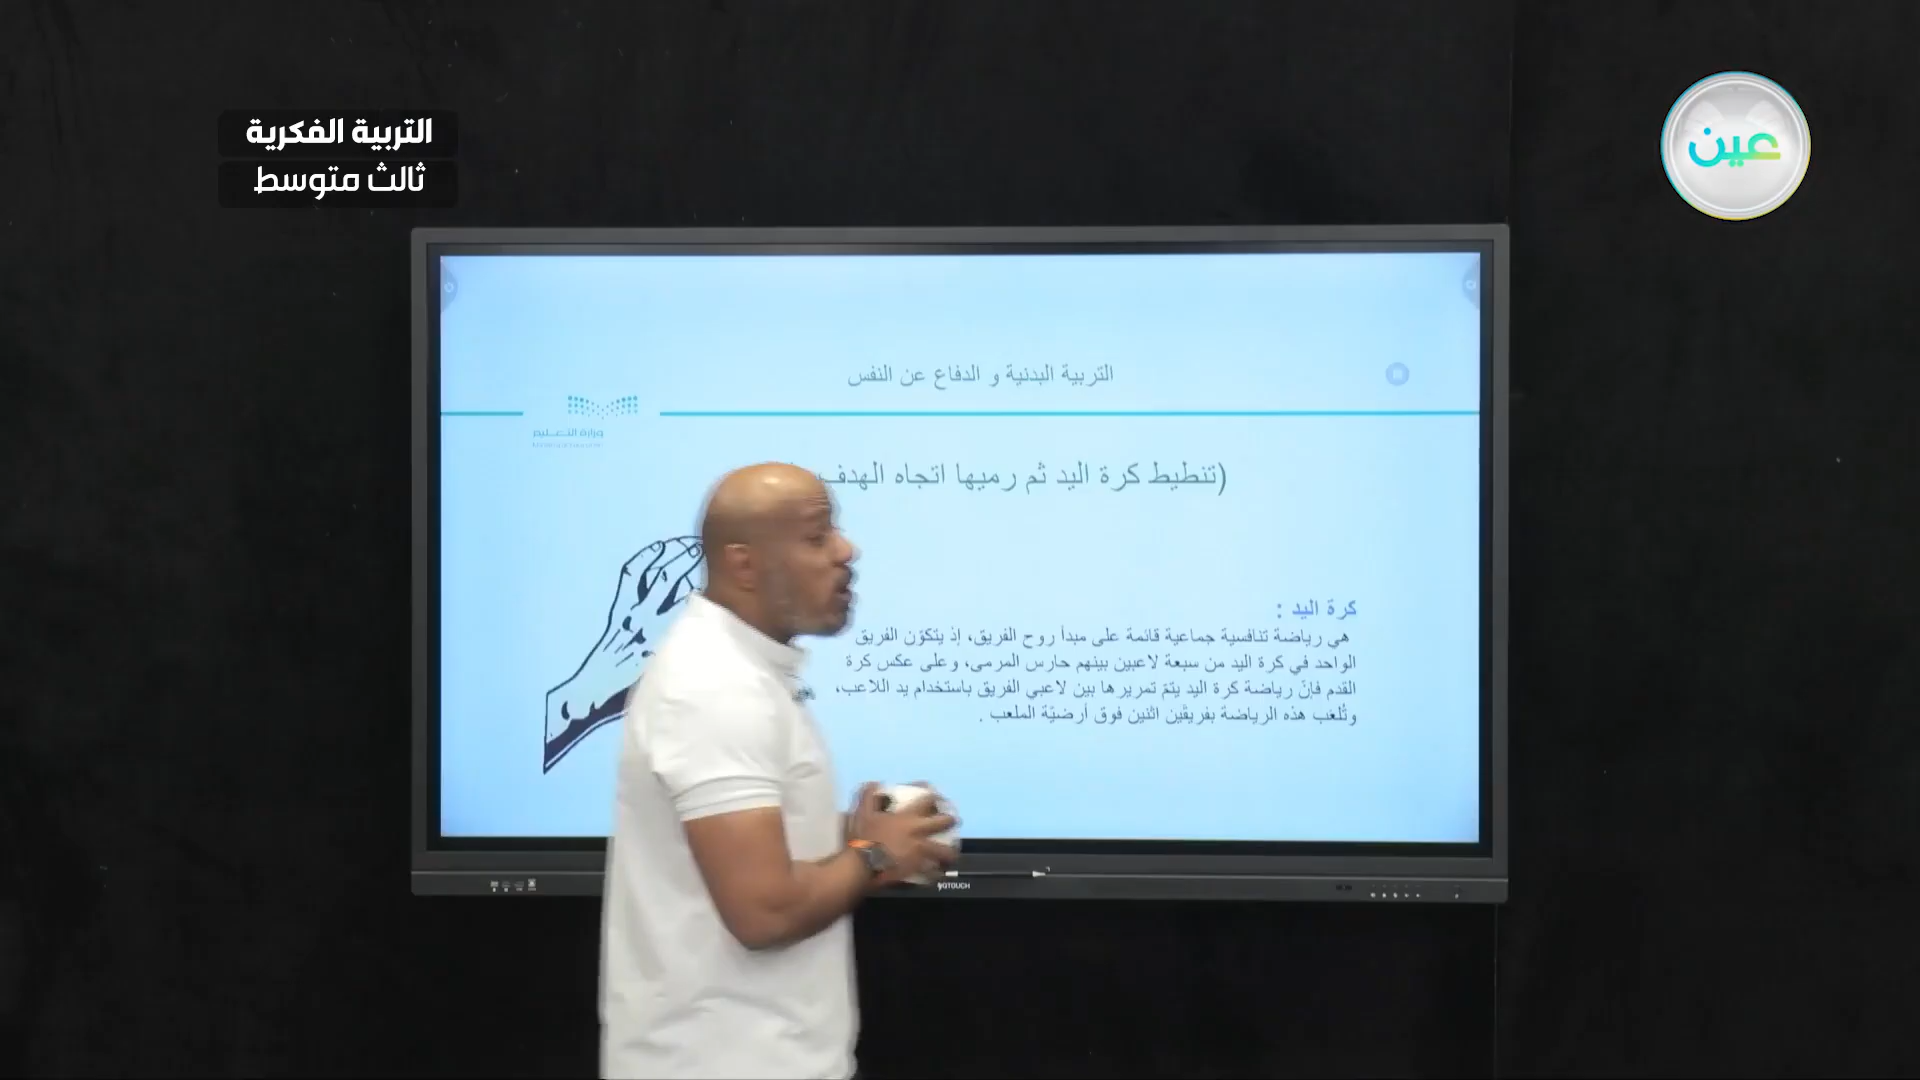 التربية الفكرية
ثالث متوسط
عين
التربية البدنية و الدفاع عن النفس
وزارة التعليم
(تنطيط كرة اليد ثم رميها اتجاه الهدف
كرة اليد :
هي رياضة تنافسية جماعية قائمة على مبدأ روح الفريق، إذ يتكوّن الفريق
الواحد في كرة اليد من سبعة لاعبين بينهم حارس المرمى، وعلى عكس كرة
القدم فإنّ رياضة كرة اليد يتمّ تمريرها بين لاعبي الفريق باستخدام يد اللاعب،
وتُلعَب هذه الرياضة بفريقَين اثنين فوق أرضيّة الملعب .